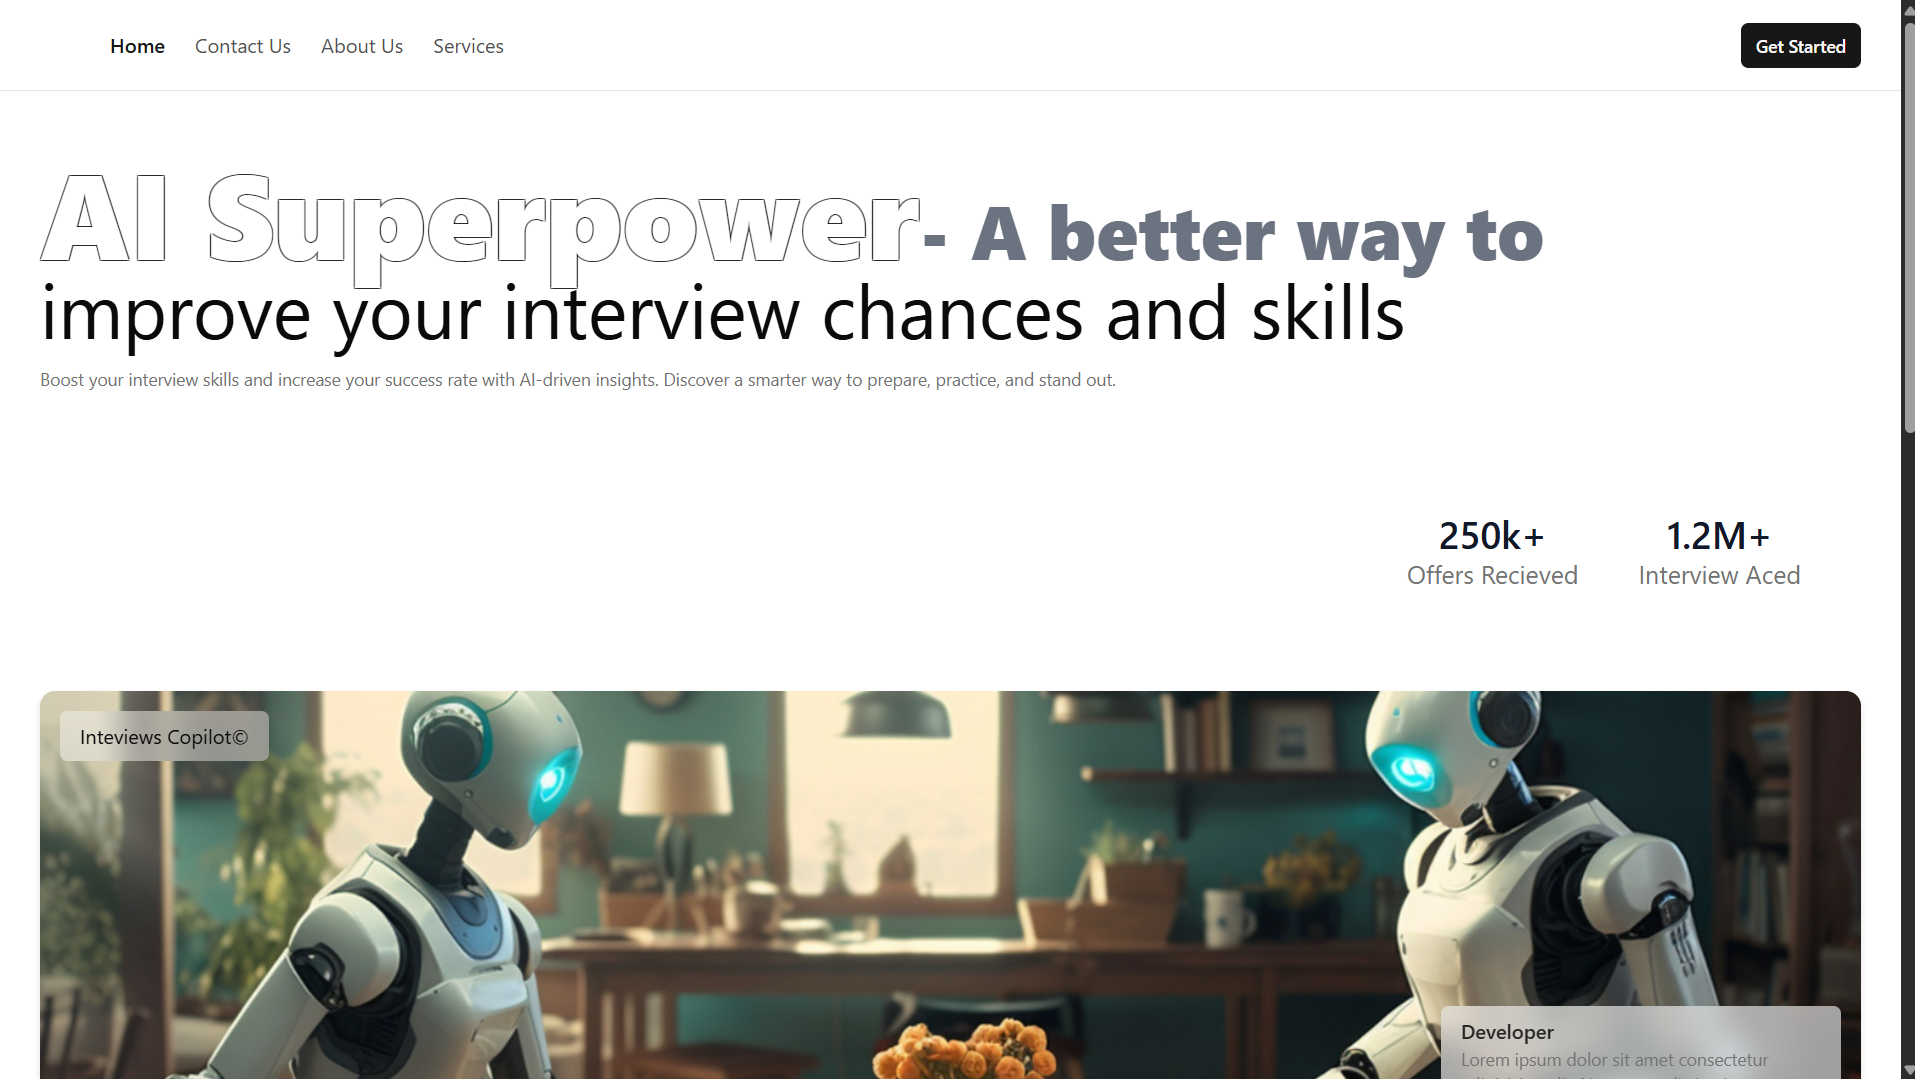 Home Contact Us About Us Services Get Started
AI Superpower- A better way to
improve your interview chances and skills
Boost your interview skills and increase your success rate with AI-driven insights. Discover a smarter way to prepare, practice, and stand out.
250k+ 1.2M+
Offers Recieved Interview Aced
Inteviews Copilot©
Developer
Lorem ipsum dolor sit amet consectetur